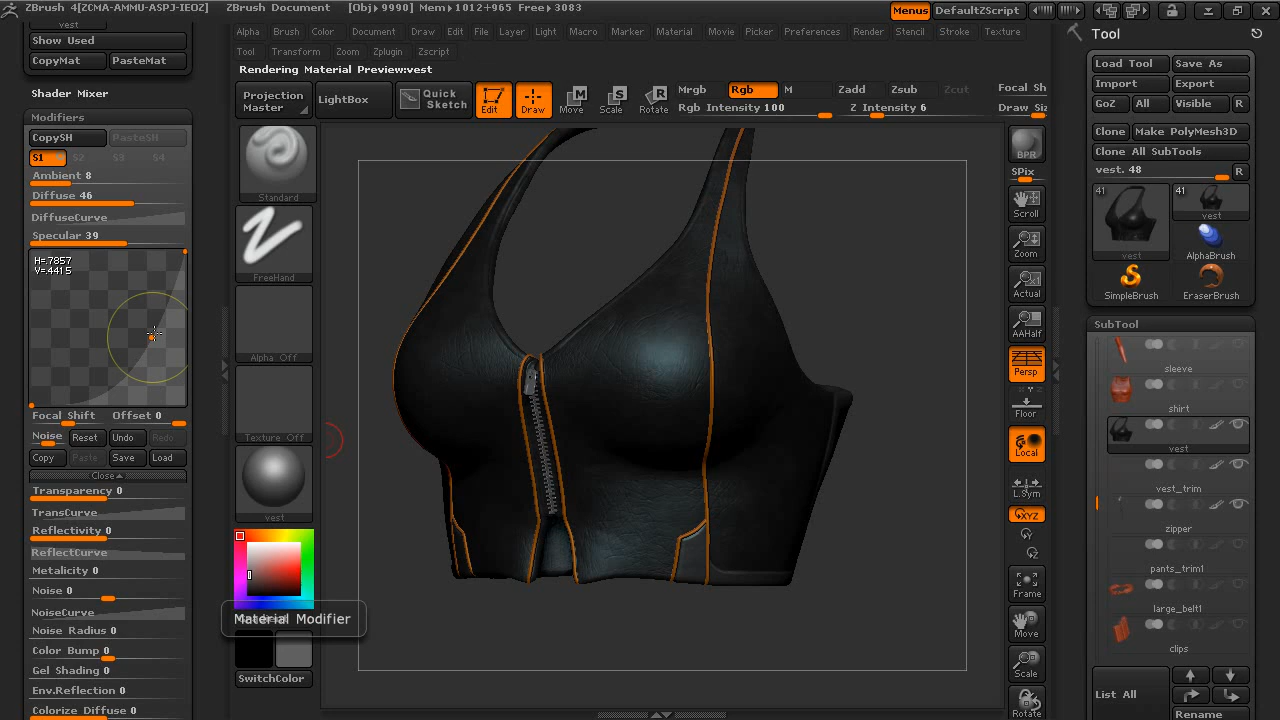 ZBrush 4[ZCMA-AMMU-ASPJ-IEOZ] ZBrush Document [Obj▸9990] Mem▸1012+965 Free▸3083 Menus DefaultZScript
vest
Show Used
CopyMat PasteMat
Shader Mixer
Modifiers
CopySH PasteSH
S1 S2 S3 S4
Ambient 8
Diffuse 46
DiffuseCurve
Specular 39
H=.7857
V=.4415
Focal Shift Offset 0
Noise Reset Undo Redo
Copy Paste Save Load
Close
Transparency 0
TransCurve
Reflectivity 0
ReflectCurve
Metalicity 0
Noise 0
NoiseCurve
Noise Radius 0
Color Bump 0
Gel Shading 0
Env.Reflection 0
Colorize Diffuse 0
Alpha Brush Color Document Draw Edit File Layer Light Macro Marker Material Movie Picker Preferences Render Stencil Stroke Texture
Tool Transform Zoom Zplugin Zscript
Rendering Material Preview:vest
Projection
Master
LightBox
Quick
Sketch
Edit
Draw
Move
Scale
Rotate
Mrgb Rgb M Zadd Zsub Zcut Focal Sh
Rgb Intensity 100 Z Intensity 6 Draw Siz
Standard
FreeHand
Alpha Off
Texture Off
vest
Material Modifier
SwitchColor
BPR
SPix
Scroll
Zoom
Actual
AAHalf
Persp
Floor
Local
L.Sym
XYZ
Frame
Move
Scale
Rotate
Tool
Load Tool Save As
Import Export
GoZ All Visible R
Clone Make PolyMesh3D
Clone All SubTools
vest. 48 R
41 41
vest vest
AlphaBrush
SimpleBrush EraserBrush
SubTool
sleeve
shirt
vest
vest_trim
zipper
pants_trim1
large_belt1
clips
List All
Rename